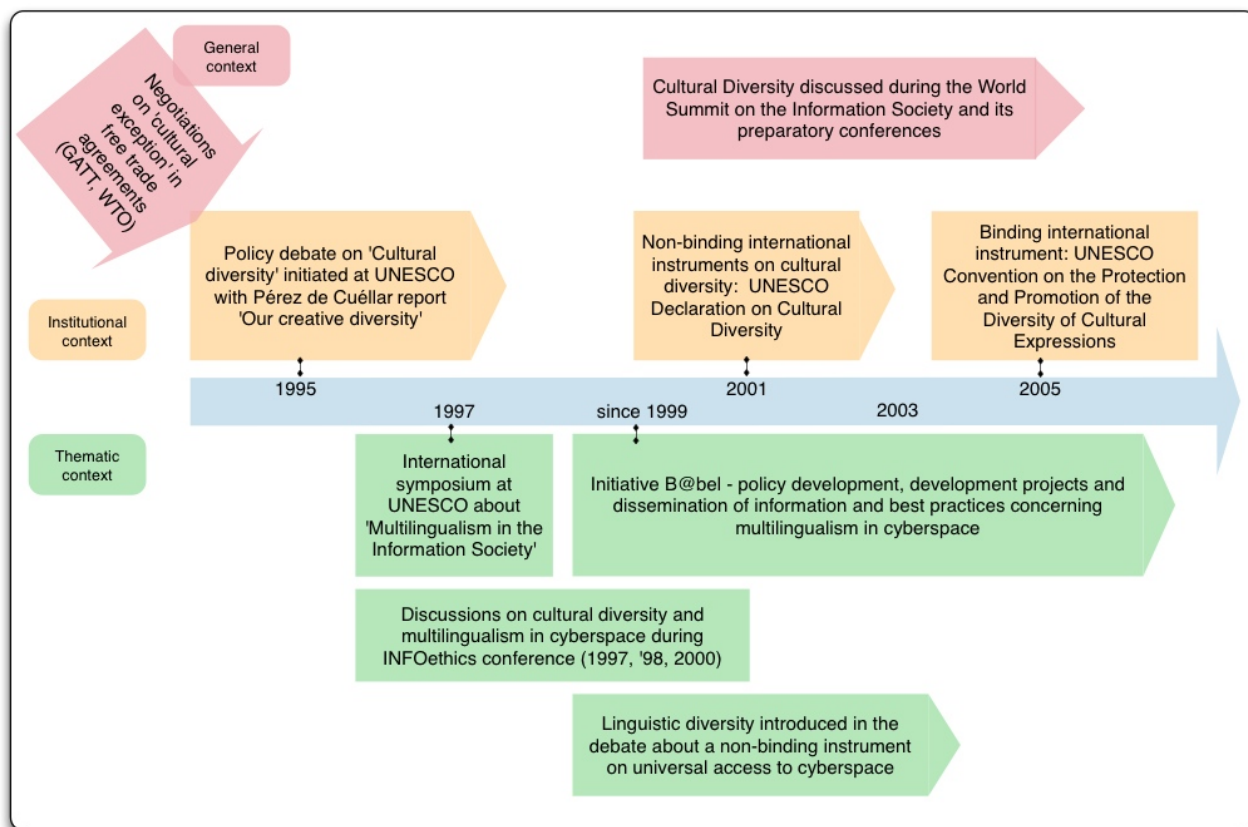 General
context
Negotiations
on 'cultural
exception' in
free trade
agreements
(GATT, WTO)
Cultural Diversity discussed during the World
Summit on the Information Society and its
preparatory conferences
Institutional
context
Policy debate on 'Cultural
diversity' initiated at UNESCO
with Pérez de Cuéllar report
'Our creative diversity'
Non-binding international
instruments on cultural
diversity: UNESCO
Declaration on Cultural
Diversity
Binding international
instrument: UNESCO
Convention on the Protection
and Promotion of the
Diversity of Cultural
Expressions
1995
2001
2005
1997
since 1999
2003
Thematic
context
International
symposium at
UNESCO about
'Multilingualism in the
Information Society'
Initiative B@bel - policy development, development projects and
dissemination of information and best practices concerning
multilingualism in cyberspace
Discussions on cultural diversity and
multilingualism in cyberspace during
INFOethics conference (1997, '98, 2000)
Linguistic diversity introduced in the
debate about a non-binding instrument
on universal access to cyberspace